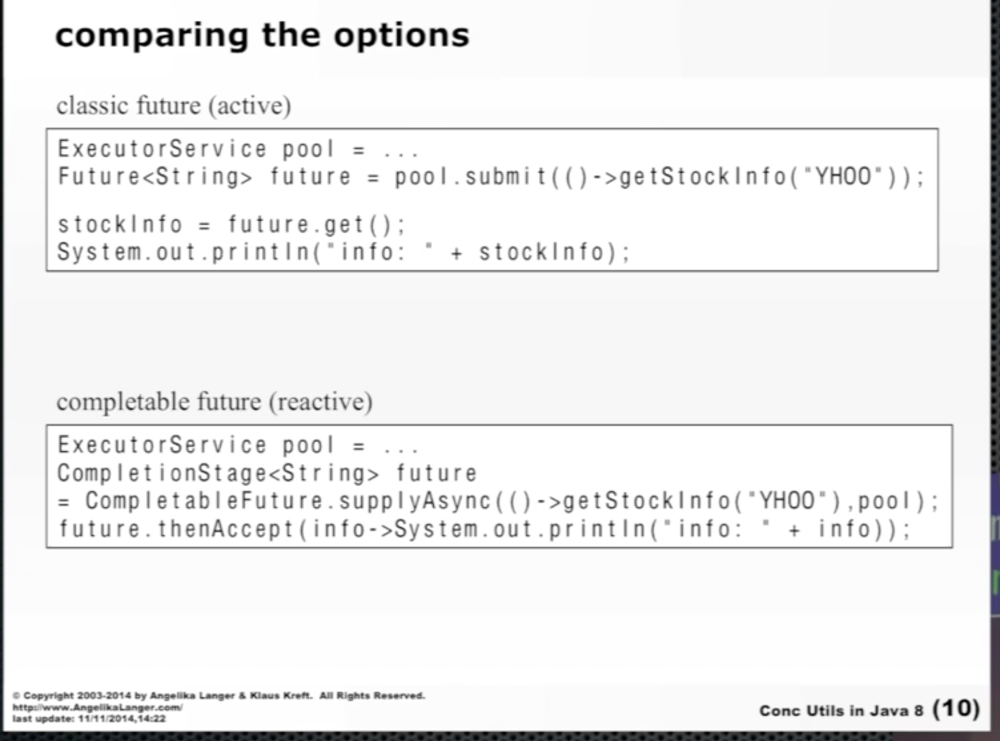 comparing the options
classic future (active)
ExecutorService pool = ...
Future<String> future = pool.submit(()->getStockInfo("YHOO"));
stockInfo = future.get();
System.out.println("info: " + stockInfo);
completable future (reactive)
ExecutorService pool = ...
CompletionStage<String> future
= CompletableFuture.supplyAsync(()->getStockInfo("YHOO"),pool);
future.thenAccept(info->System.out.println("info: " + info));
© Copyright 2003-2014 by Angelika Langer & Klaus Kreft. All Rights Reserved.
http://www.AngelikaLanger.com/
last update: 11/11/2014,14:22
Conc Utils in Java 8 (10)